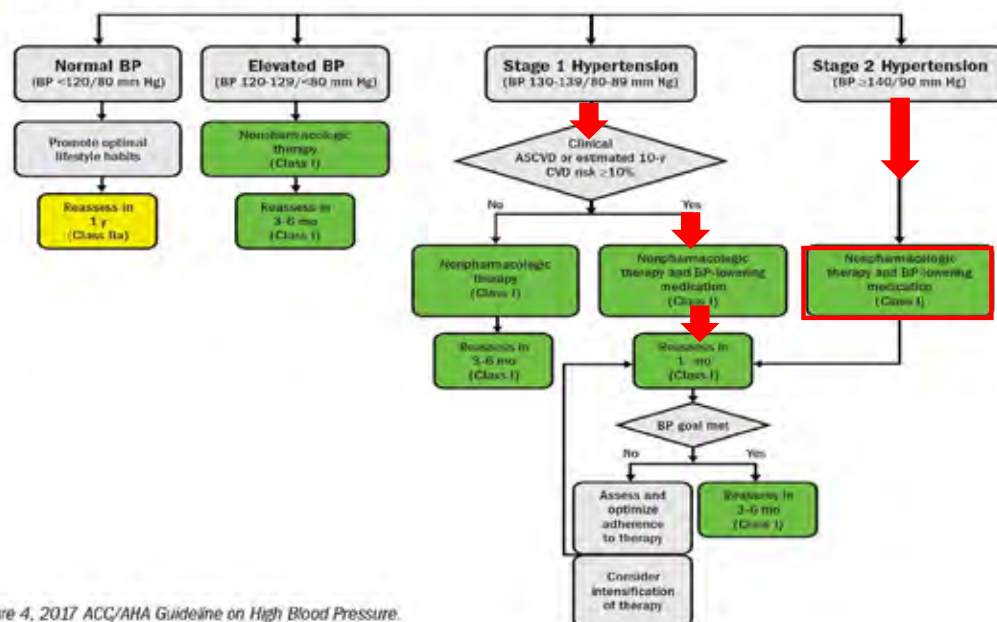 Normal BP
(BP <120/80 mm Hg)
Elevated BP
(BP 120-129/<80 mm Hg)
Stage 1 Hypertension
(BP 130-139/80-89 mm Hg)
Stage 2 Hypertension
(BP ≥140/90 mm Hg)
Promote optimal
lifestyle habits
Nonpharmacologic
therapy
(Class I)
Clinical
ASCVD or estimated 10-y
CVD risk ≥10%
Reassess in
1 y
(Class IIa)
Reassess in
3-6 mo
(Class I)
No
Yes
Nonpharmacologic
therapy
(Class I)
Nonpharmacologic
therapy and BP-lowering
medication
(Class I)
Nonpharmacologic
therapy and BP-lowering
medication
(Class I)
Reassess in
3-6 mo
(Class I)
Reassess in
1 mo
(Class I)
BP goal met
No
Yes
Assess and
optimize
adherence
to therapy
Reassess in
3-6 mo
(Class I)
Consider
intensification
of therapy
re 4, 2017 ACC/AHA Guideline on High Blood Pressure.